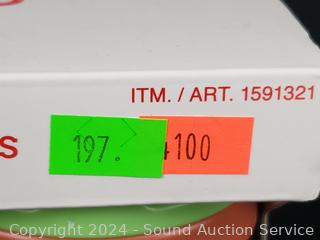 ITM. / ART. 1591321
S 197. 100
Copyright © 2024 - Sound Auction Service